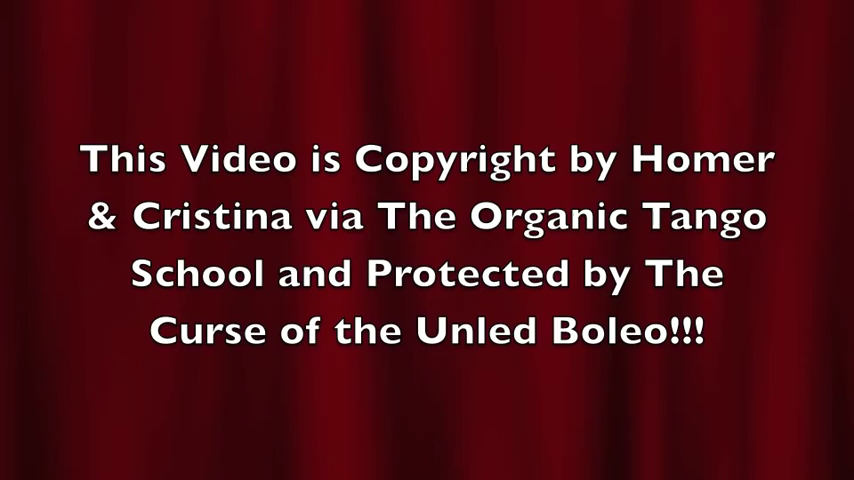 This Video is Copyright by Homer
& Cristina via The Organic Tango
School and Protected by The
Curse of the Unled Boleo!!!